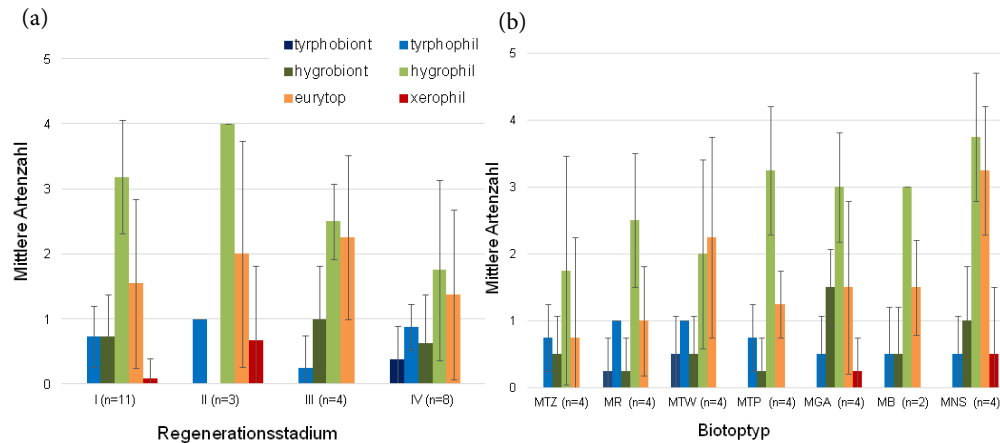 (a)
tyrphobiont tyrphophil
hygrobiont hygrophil
eurytop xerophil
Mittlere Artenzahl
5
4
3
2
1
0
I (n=11) II (n=3) III (n=4) IV (n=8)
Regenerationsstadium
(b)
Mittlere Artenzahl
5
4
3
2
1
0
MTZ (n=4) MR (n=4) MTW (n=4) MTP (n=4) MGA (n=4) MB (n=2) MNS (n=4)
Biotoptyp